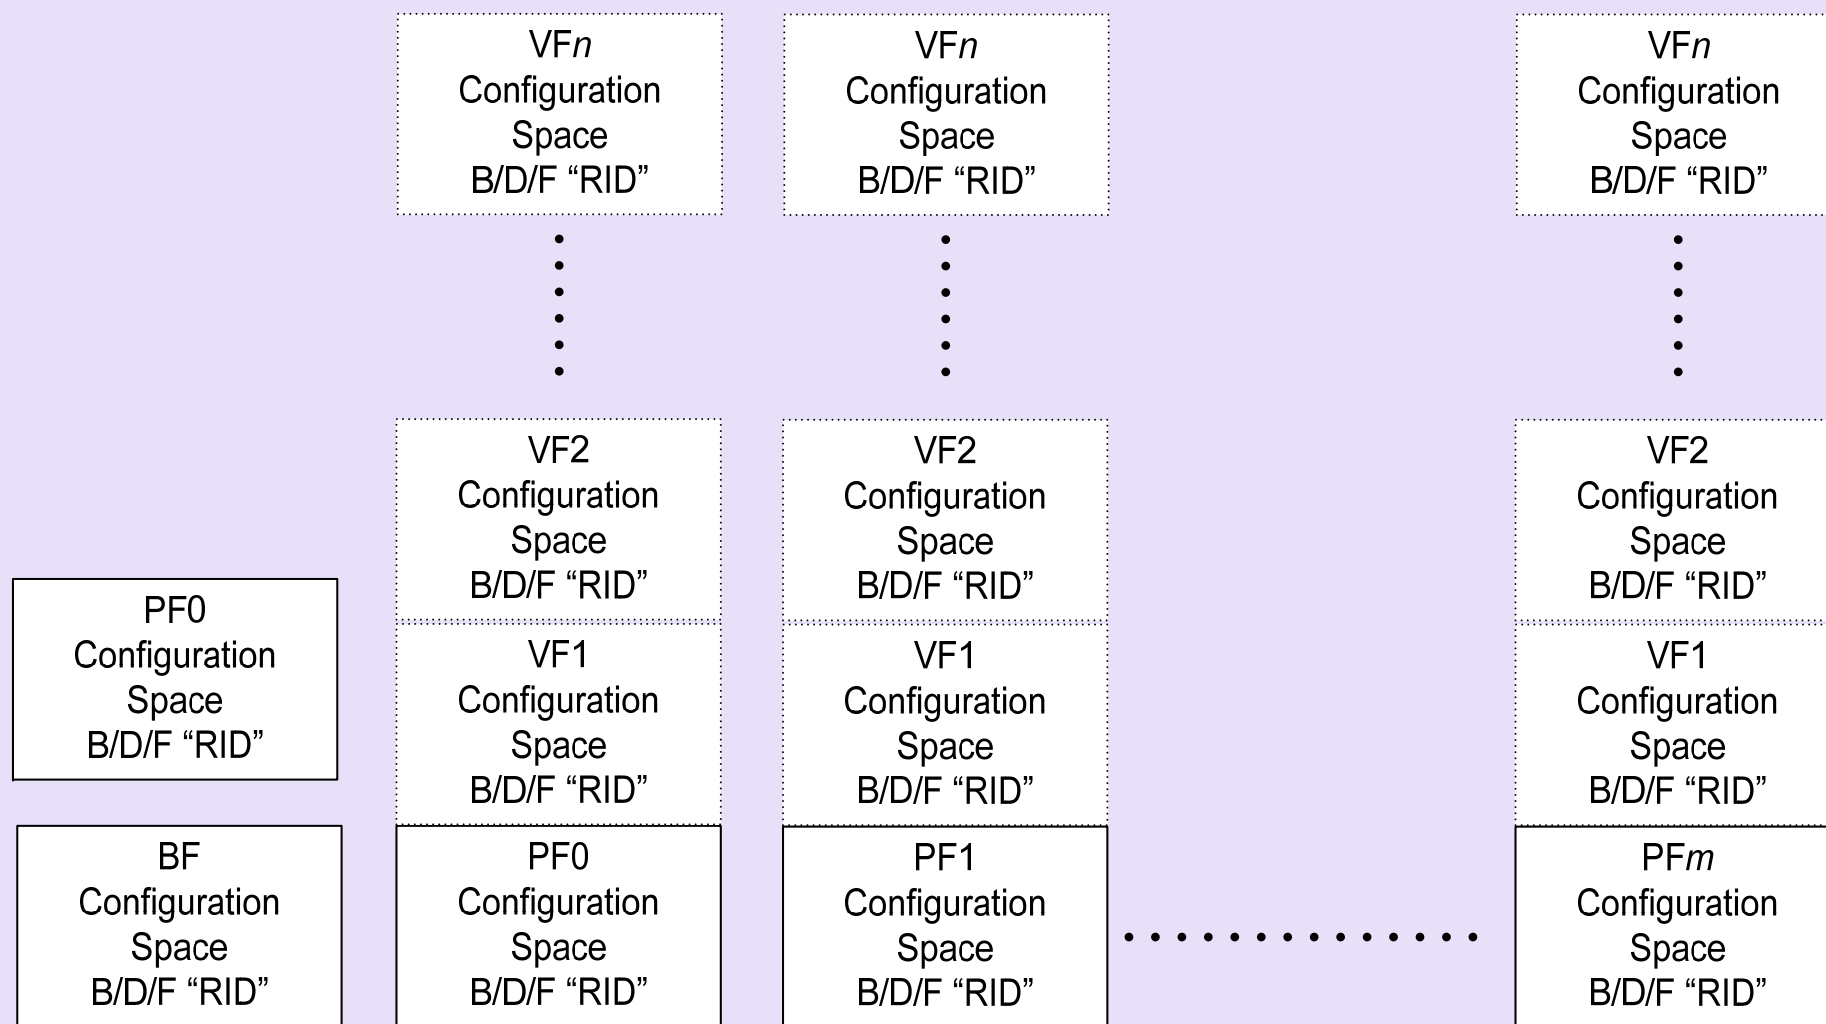 VFn
Configuration
Space
B/D/F “RID”
VFn
Configuration
Space
B/D/F “RID”
VFn
Configuration
Space
B/D/F “RID”
VF2
Configuration
Space
B/D/F “RID”
VF2
Configuration
Space
B/D/F “RID”
VF2
Configuration
Space
B/D/F “RID”
PF0
Configuration
Space
B/D/F “RID”
VF1
Configuration
Space
B/D/F “RID”
VF1
Configuration
Space
B/D/F “RID”
VF1
Configuration
Space
B/D/F “RID”
BF
Configuration
Space
B/D/F “RID”
PF0
Configuration
Space
B/D/F “RID”
PF1
Configuration
Space
B/D/F “RID”
PFm
Configuration
Space
B/D/F “RID”